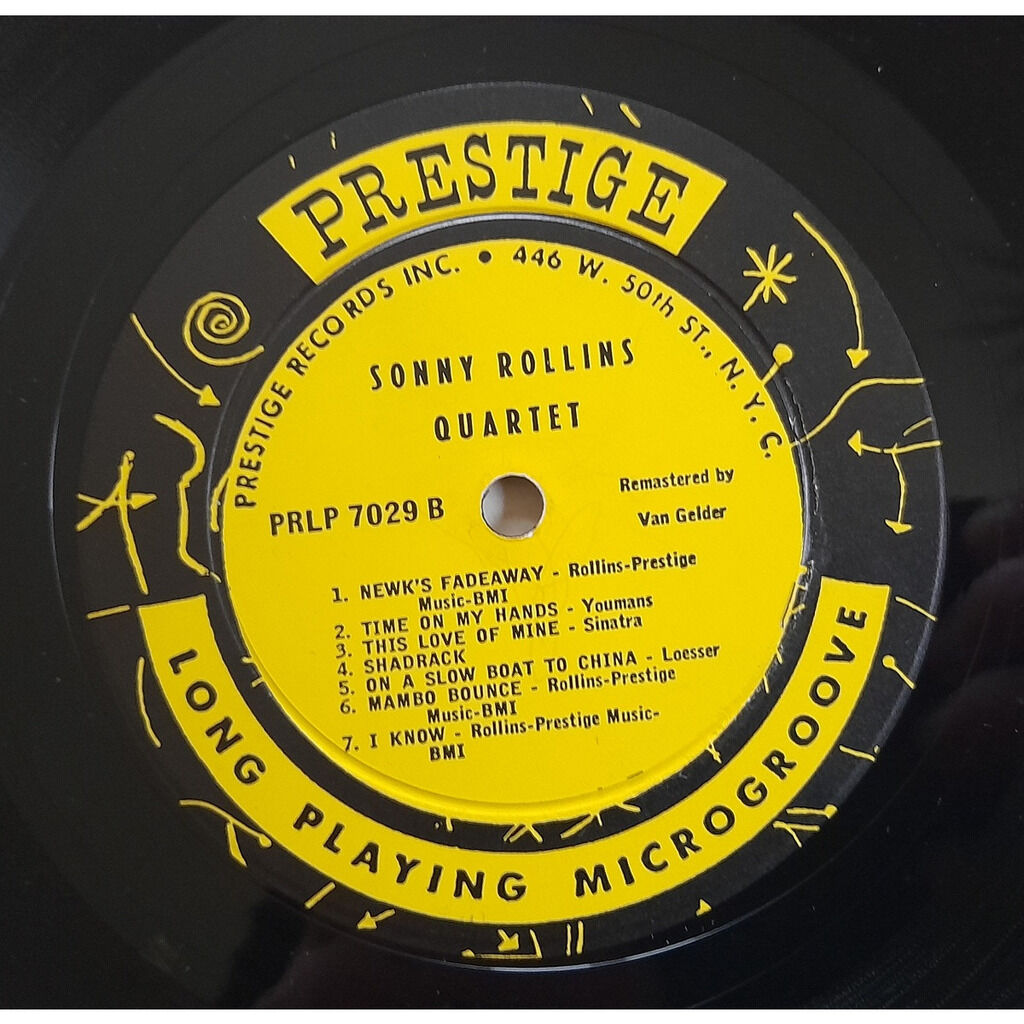 PRESTIGE
PRESTIGE RECORDS INC. • 446 W. 50th ST., N. Y. C.
SONNY ROLLINS
QUARTET
PRLP 7029 B
Remastered by
Van Gelder
1. NEWK'S FADEAWAY - Rollins-Prestige
Music-BMI
2. TIME ON MY HANDS - Youmans
3. THIS LOVE OF MINE - Sinatra
4. SHADRACK
5. ON A SLOW BOAT TO CHINA - Loesser
6. MAMBO BOUNCE - Rollins-Prestige
Music-BMI
7. I KNOW - Rollins-Prestige Music-
BMI
LONG PLAYING MICROGROOVE